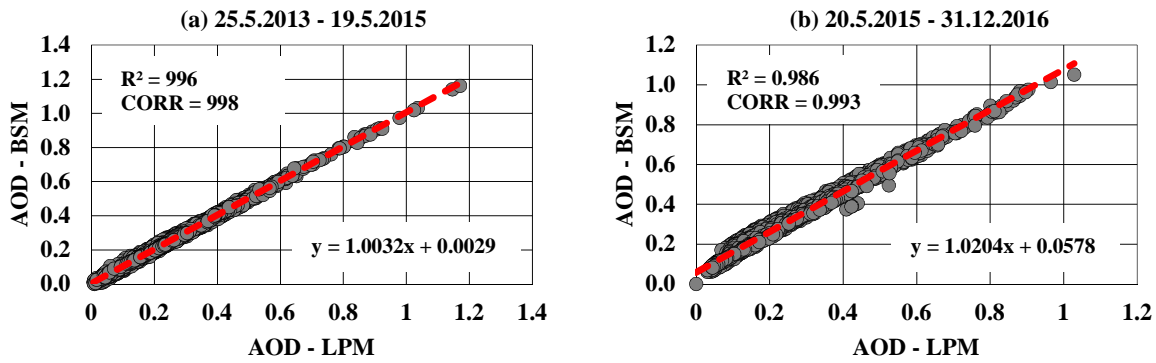 (a) 25.5.2013 - 19.5.2015
1.4
1.2
1.0
0.8
0.6
0.4
0.2
0.0
AOD - BSM
R² = 996
CORR = 998
y = 1.0032x + 0.0029
0 0.2 0.4 0.6 0.8 1 1.2 1.4
AOD - LPM
(b) 20.5.2015 - 31.12.2016
1.2
1.0
0.8
0.6
0.4
0.2
0.0
AOD - BSM
R² = 0.986
CORR = 0.993
y = 1.0204x + 0.0578
0 0.2 0.4 0.6 0.8 1 1.2
AOD - LPM